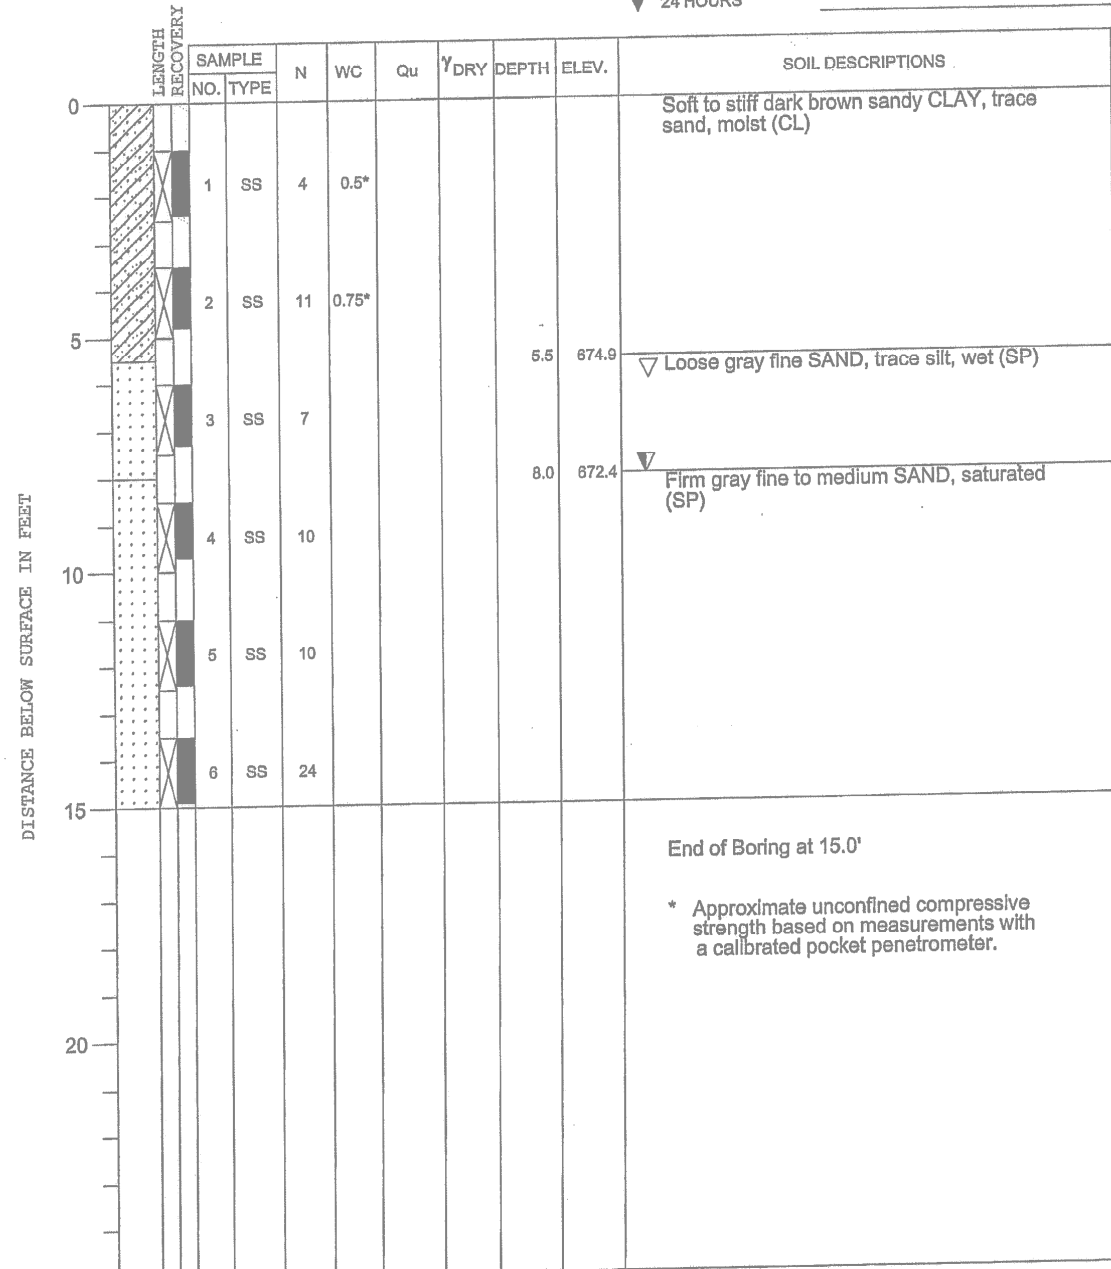 24 HOURS
LENGTH
RECOVERY
SAMPLE
NO. TYPE N WC Qu γDRY DEPTH ELEV. SOIL DESCRIPTIONS
0
Soft to stiff dark brown sandy CLAY, trace
sand, moist (CL)
1 SS 4 0.5*
2 SS 11 0.75*
5
5.5 674.9 Loose gray fine SAND, trace silt, wet (SP)
3 SS 7
8.0 672.4 Firm gray fine to medium SAND, saturated
(SP)
4 SS 10
10
5 SS 10
6 SS 24
15
End of Boring at 15.0'
* Approximate unconfined compressive
strength based on measurements with
a calibrated pocket penetrometer.
20
DISTANCE BELOW SURFACE IN FEET